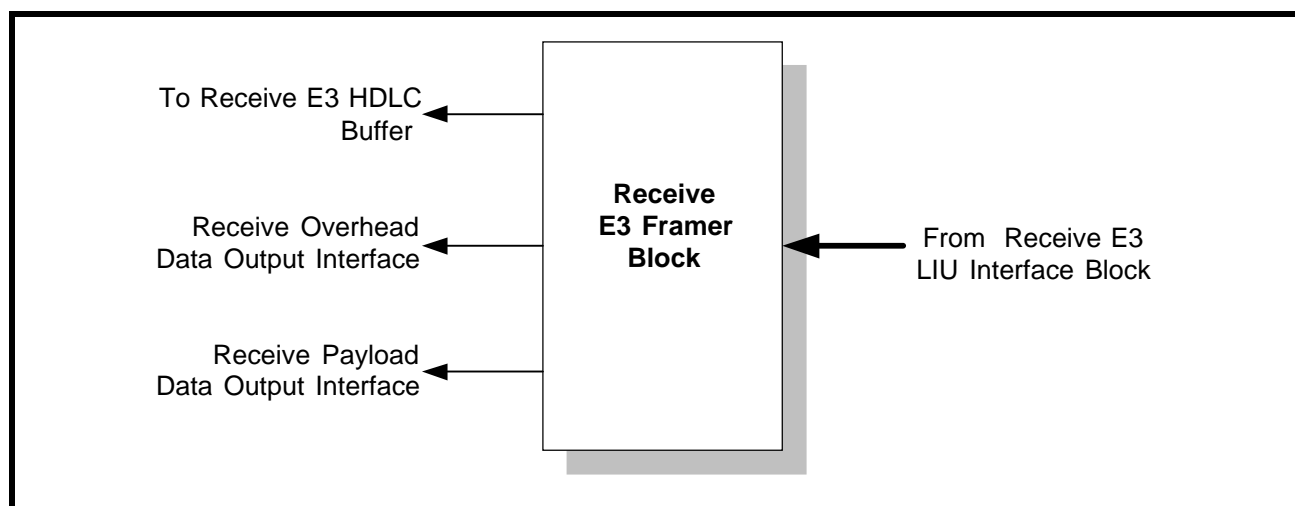 To Receive E3 HDLC
Buffer
Receive Overhead
Data Output Interface
Receive Payload
Data Output Interface
Receive
E3 Framer
Block
From Receive E3
LIU Interface Block